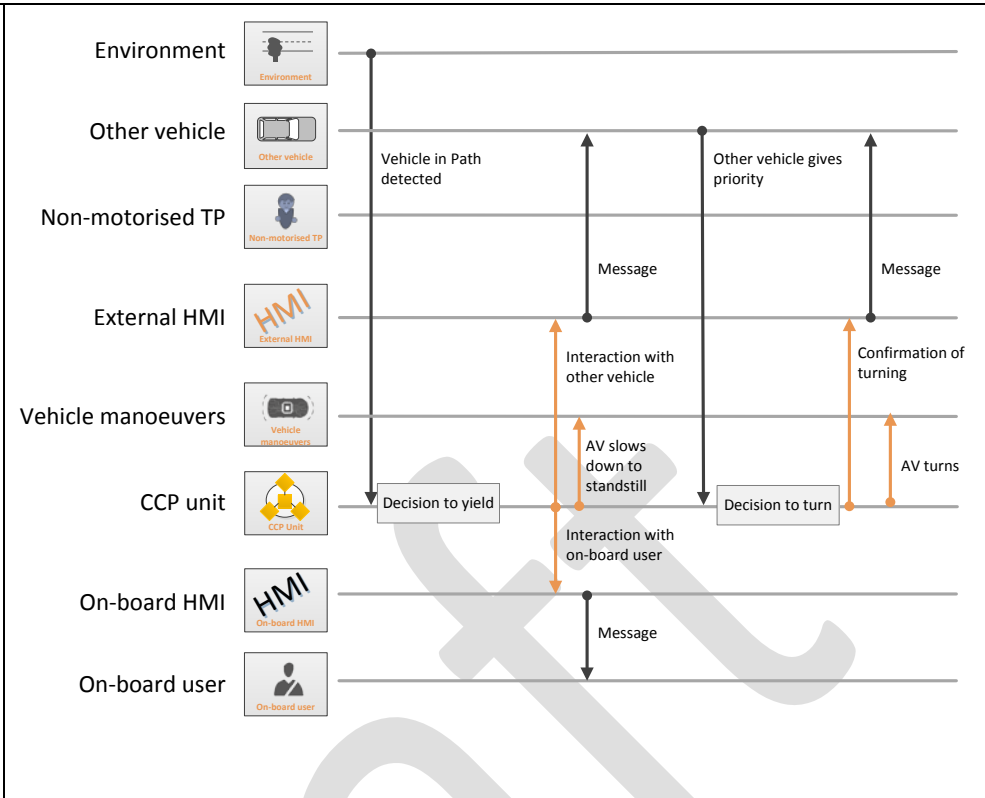 Environment
Environment
Other vehicle
Other vehicle
Vehicle in Path
detected
Other vehicle gives
priority
Non-motorised TP
Non-motorised TP
Message
Message
External HMI
HMI
External HMI
Interaction with
other vehicle
Confirmation of
turning
Vehicle manoeuvers
Vehicle
manoeuvers
AV slows
down to
standstill
AV turns
CCP unit
CCP Unit
Decision to yield
Decision to turn
Interaction with
on-board user
On-board HMI
HMI
On-board HMI
Message
On-board user
On-board user